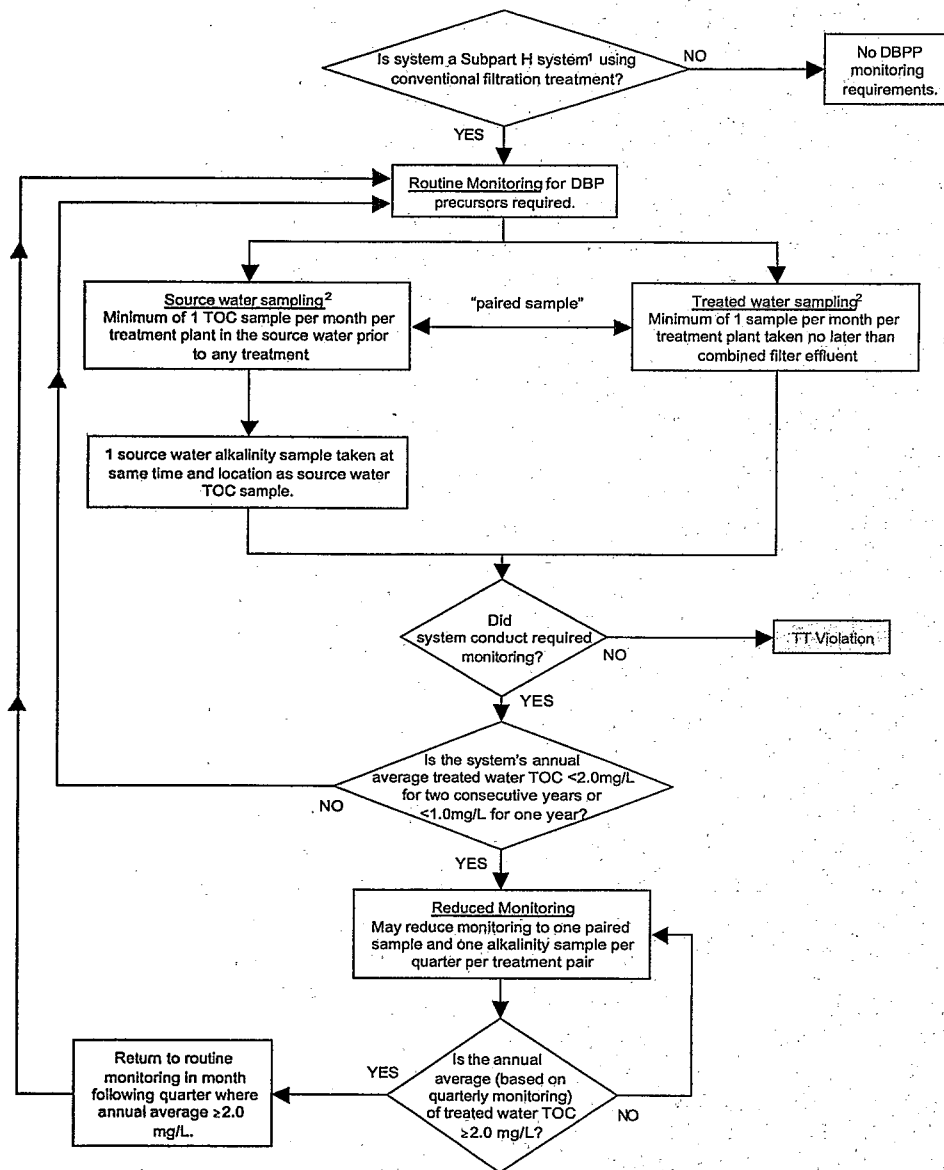 Is system a Subpart H system¹ using
conventional filtration treatment?
NO
No DBPP
monitoring
requirements.
YES
Routine Monitoring for DBP
precursors required.
Source water sampling²
Minimum of 1 TOC sample per month per
treatment plant in the source water prior
to any treatment
"paired sample"
Treated water sampling²
Minimum of 1 sample per month per
treatment plant taken no later than
combined filter effluent
1 source water alkalinity sample taken at
same time and location as source water
TOC sample.
Did
system conduct required
monitoring?
NO
TT Violation
YES
Is the system's annual
average treated water TOC <2.0mg/L
for two consecutive years or
<1.0mg/L for one year?
NO
YES
Reduced Monitoring
May reduce monitoring to one paired
sample and one alkalinity sample per
quarter per treatment pair
Return to routine
monitoring in month
following quarter where
annual average ≥2.0
mg/L.
YES
Is the annual
average (based on
quarterly monitoring)
of treated water TOC
≥2.0 mg/L?
NO